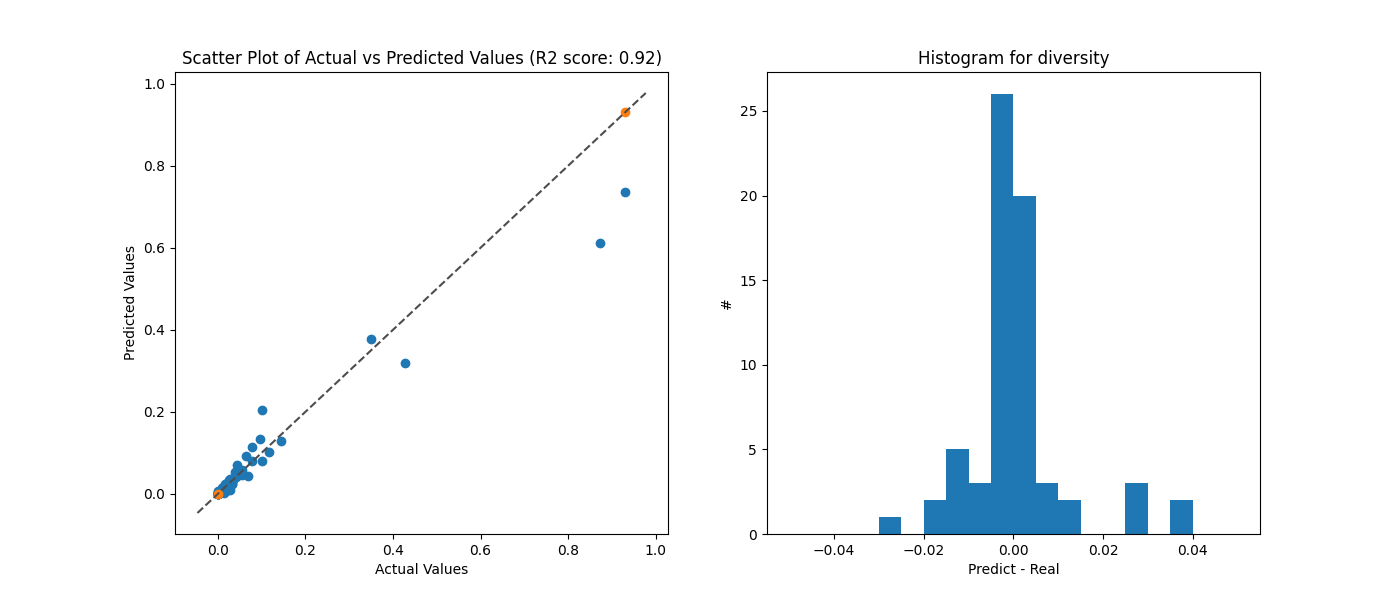 Scatter Plot of Actual vs Predicted Values (R2 score: 0.92)
1.0
0.8
0.6
0.4
0.2
0.0
Predicted Values
0.0 0.2 0.4 0.6 0.8 1.0
Actual Values
Histogram for diversity
25
20
15
10
5
0
#
−0.04 −0.02 0.00 0.02 0.04
Predict - Real